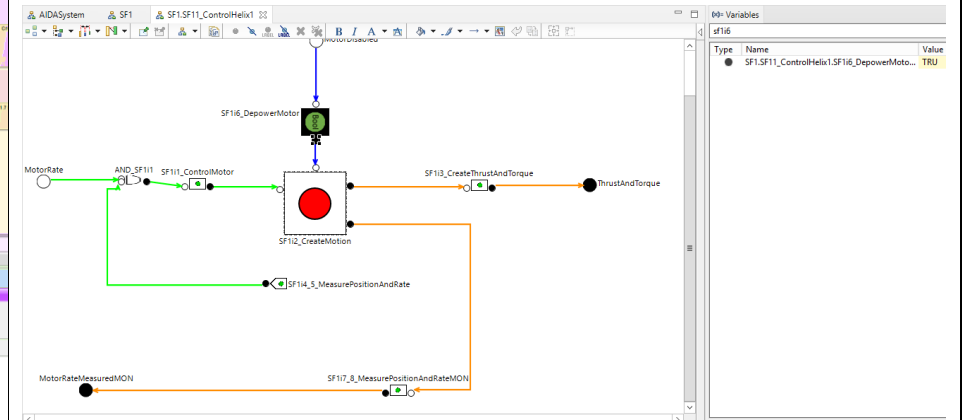 AIDASystem SF1 SF1.SF11_ControlHelix1
B I A
MotorDisabled
SF1i6_DepowerMotor
Bool
MotorRate AND_SF1i1 SF1i1_ControlMotor
SF1i3_CreateThrustAndTorque
ThrustAndTorque
SF1i2_CreateMotion
SF1i4_5_MeasurePositionAndRate
MotorRateMeasuredMON
SF1i7_8_MeasurePositionAndRateMON
(x)= Variables
sf1i6
Type Name Value
SF1.SF11_ControlHelix1.SF1i6_DepowerMoto... TRU